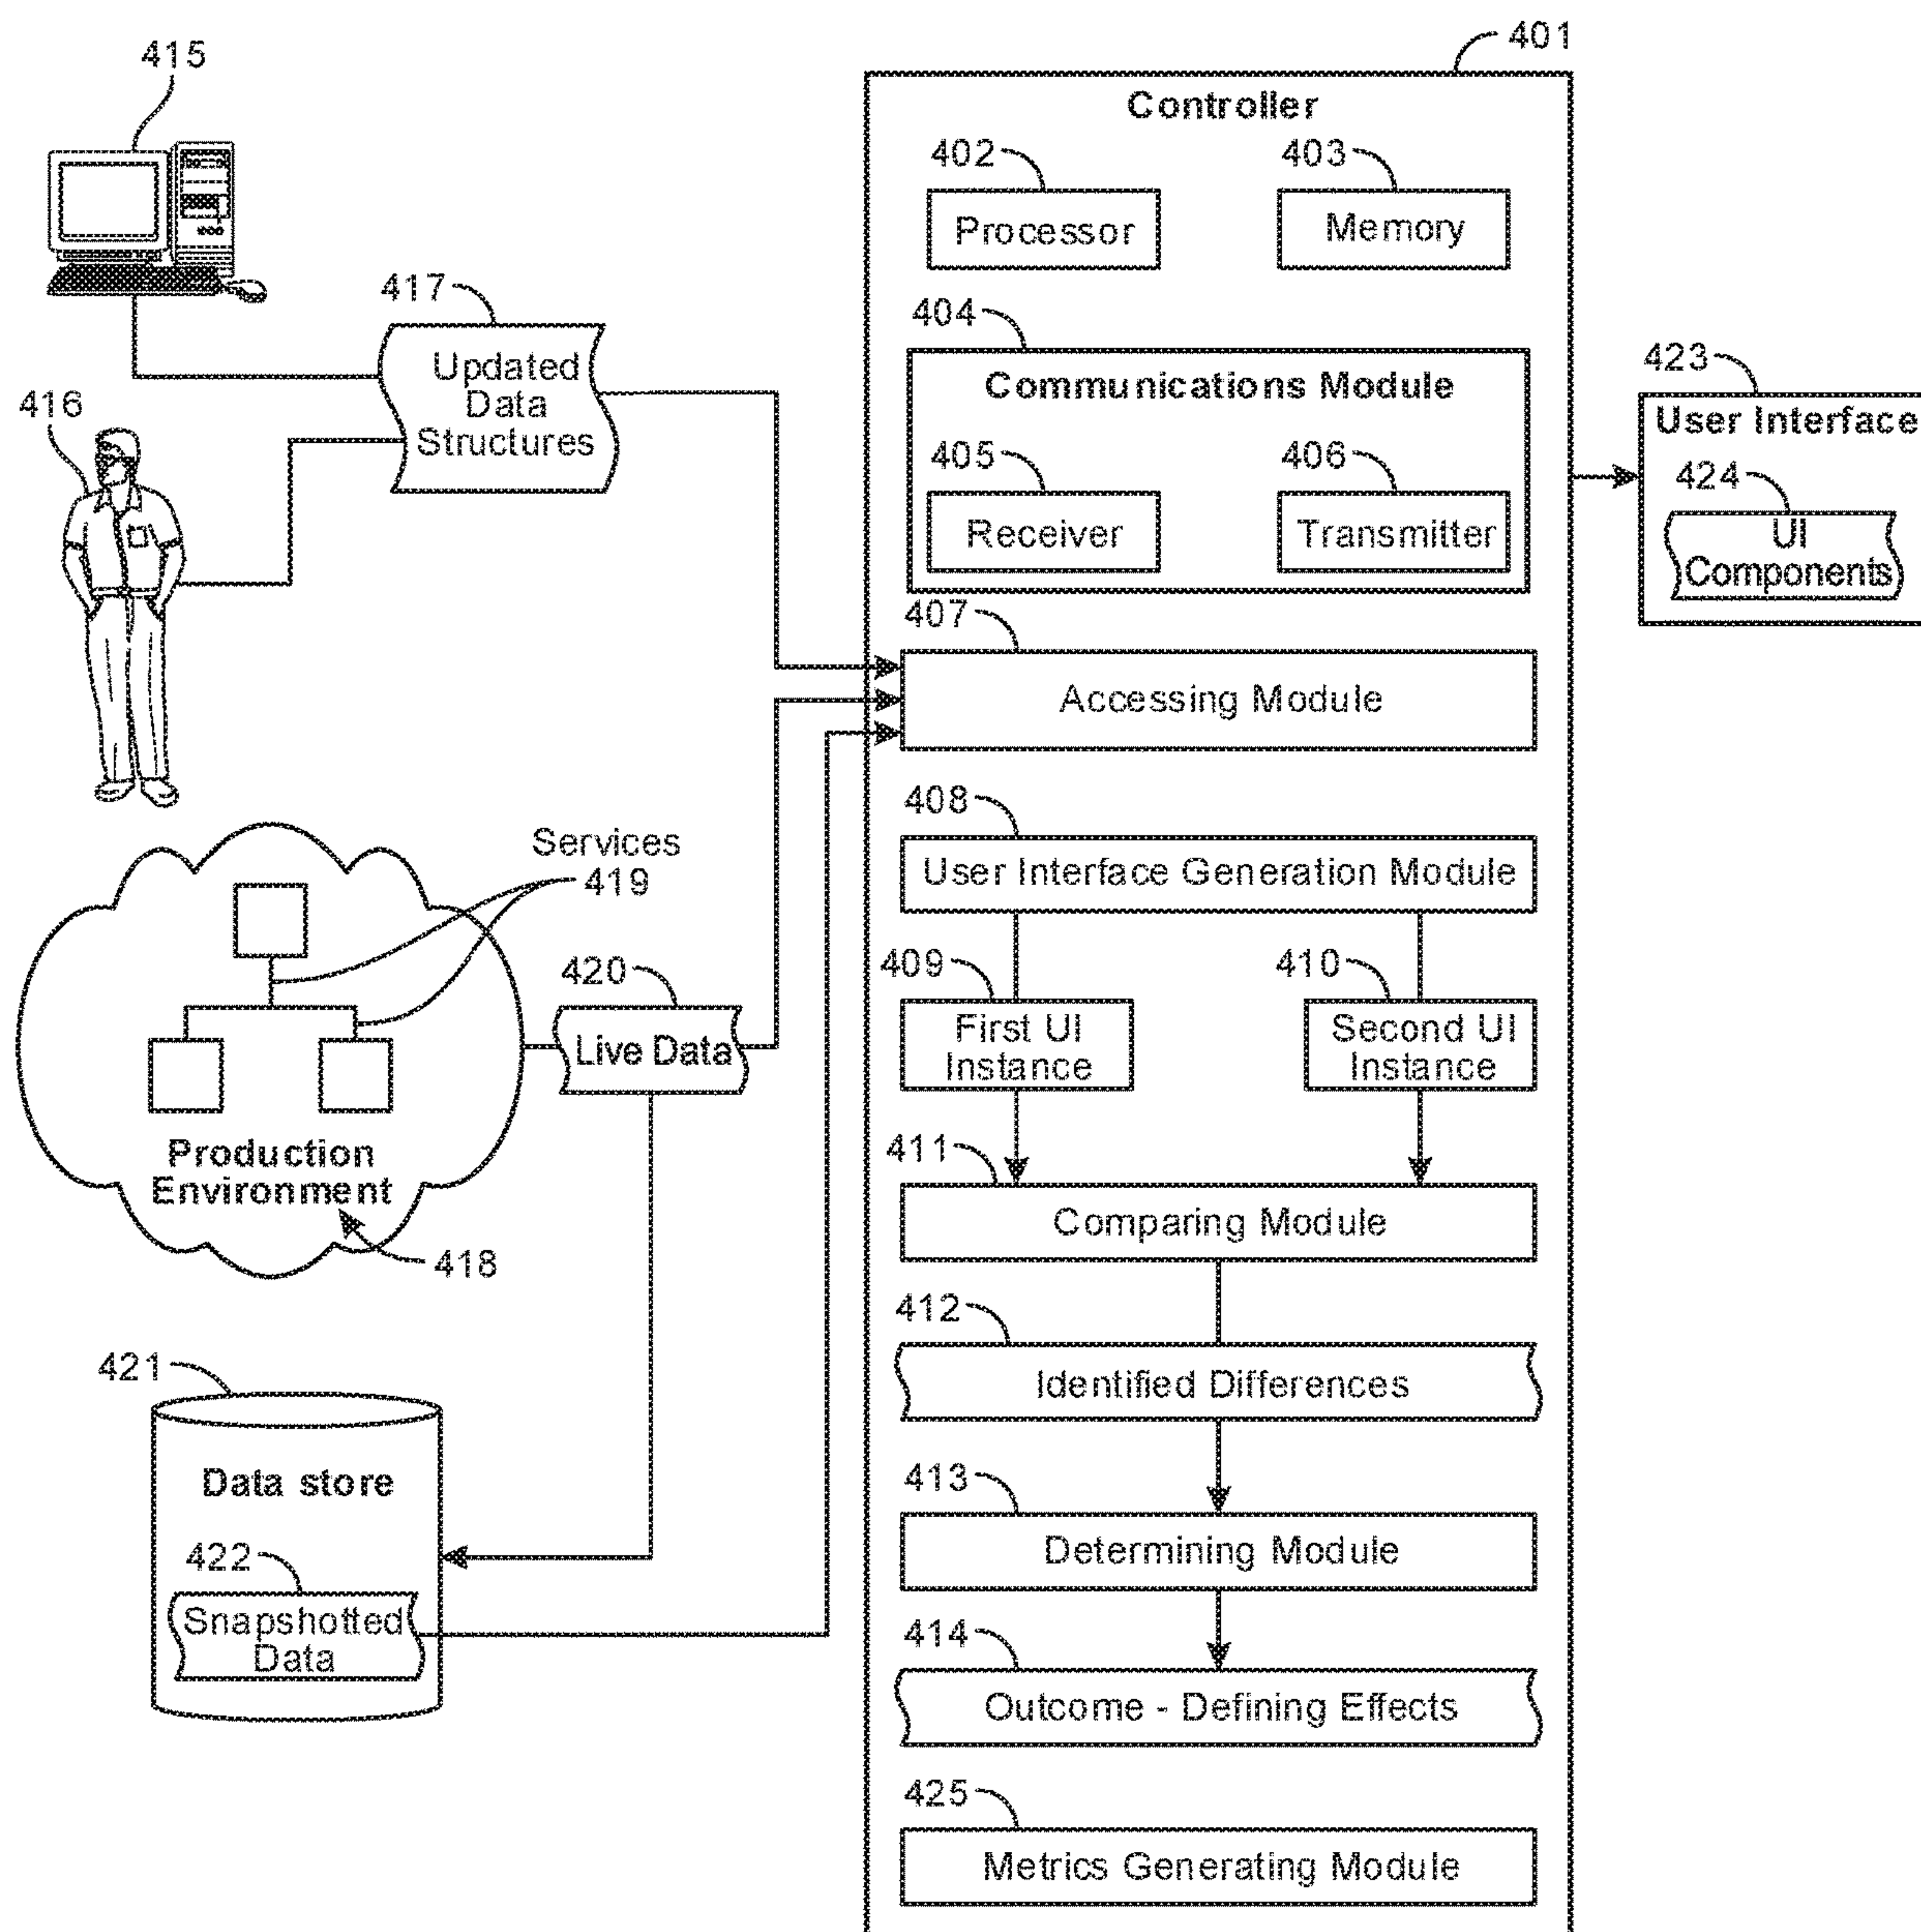 415
417
Updated
Data
Structures
416
Services
419
420
Live Data
Production
Environment
418
421
Data store
422
Snapshotted
Data
401
Controller
402
Processor
403
Memory
404
Communications Module
405
Receiver
406
Transmitter
407
Accessing Module
408
User Interface Generation Module
409
First UI
Instance
410
Second UI
Instance
411
Comparing Module
412
Identified Differences
413
Determining Module
414
Outcome - Defining Effects
425
Metrics Generating Module
423
User Interface
424
UI
Components